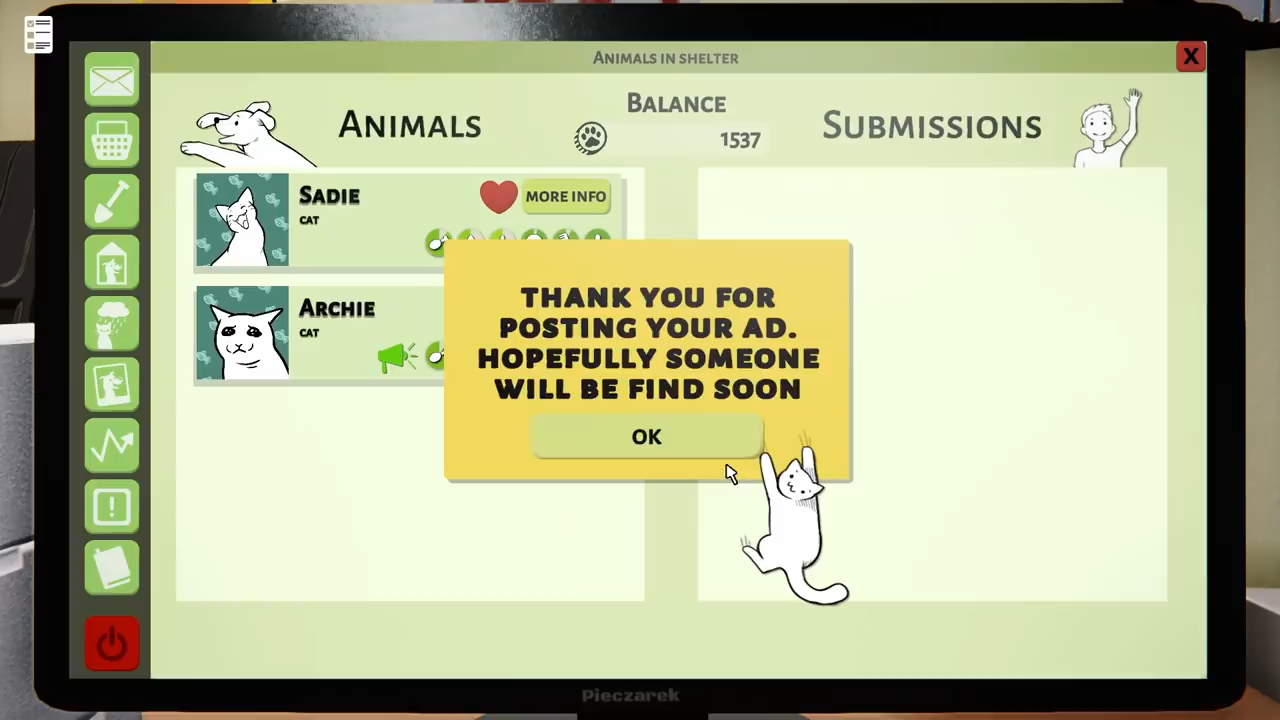 Animals in shelter
X
Animals
Balance
1537
Submissions
Sadie
CAT
MORE INFO
Archie
CAT
THANK YOU FOR
POSTING YOUR AD.
HOPEFULLY SOMEONE
WILL BE FIND SOON
OK
Pieczarek